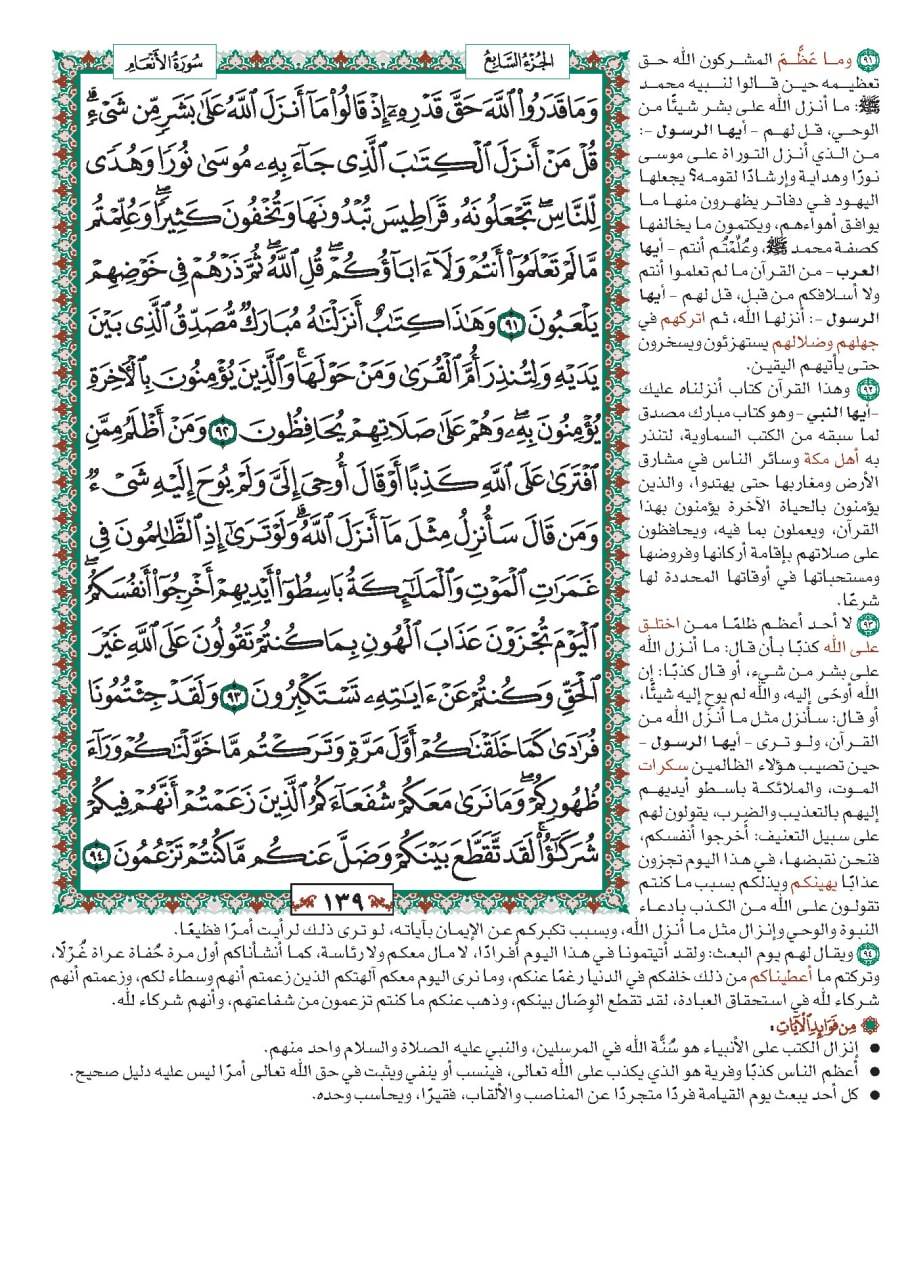 الجُزْءُ السَّابِعُ
سُورَةُ الأَنْعَامِ
وَمَا قَدَرُواْ ٱللَّهَ حَقَّ قَدْرِهِۦٓ إِذْ قَالُواْ مَآ أَنزَلَ ٱللَّهُ عَلَىٰ بَشَرٖ مِّن شَيۡءٖۗ
قُلۡ مَنۡ أَنزَلَ ٱلۡكِتَٰبَ ٱلَّذِي جَآءَ بِهِۦ مُوسَىٰ نُورٗا وَهُدٗى
لِّلنَّاسِۖ تَجۡعَلُونَهُۥ قَرَاطِيسَ تُبۡدُونَهَا وَتُخۡفُونَ كَثِيرٗاۖ وَعُلِّمۡتُم
مَّا لَمۡ تَعۡلَمُوٓاْ أَنتُمۡ وَلَآ ءَابَآؤُكُمۡۖ قُلِ ٱللَّهُۖ ثُمَّ ذَرۡهُمۡ فِي خَوۡضِهِمۡ
يَلۡعَبُونَ ٩١ وَهَٰذَا كِتَٰبٌ أَنزَلۡنَٰهُ مُبَارَكٞ مُّصَدِّقُ ٱلَّذِي بَيۡنَ
يَدَيۡهِ وَلِتُنذِرَ أُمَّ ٱلۡقُرَىٰ وَمَنۡ حَوۡلَهَاۚ وَٱلَّذِينَ يُؤۡمِنُونَ بِٱلۡأٓخِرَةِ
يُؤۡمِنُونَ بِهِۦۖ وَهُمۡ عَلَىٰ صَلَاتِهِمۡ يُحَافِظُونَ ٩٢ وَمَنۡ أَظۡلَمُ مِمَّنِ
ٱفۡتَرَىٰ عَلَى ٱللَّهِ كَذِبًا أَوۡ قَالَ أُوحِيَ إِلَيَّ وَلَمۡ يُوحَ إِلَيۡهِ شَيۡءٞ
وَمَن قَالَ سَأُنزِلُ مِثۡلَ مَآ أَنزَلَ ٱللَّهُۗ وَلَوۡ تَرَىٰٓ إِذِ ٱلظَّٰلِمُونَ فِي
غَمَرَٰتِ ٱلۡمَوۡتِ وَٱلۡمَلَٰٓئِكَةُ بَاسِطُوٓاْ أَيۡدِيهِمۡ أَخۡرِجُوٓاْ أَنفُسَكُمُۖ
ٱلۡيَوۡمَ تُجۡزَوۡنَ عَذَابَ ٱلۡهُونِ بِمَا كُنتُمۡ تَقُولُونَ عَلَى ٱللَّهِ غَيۡرَ
ٱلۡحَقِّ وَكُنتُمۡ عَنۡ ءَايَٰتِهِۦ تَسۡتَكۡبِرُونَ ٩٣ وَلَقَدۡ جِئۡتُمُونَا
فُرَٰدَىٰ كَمَا خَلَقۡنَٰكُمۡ أَوَّلَ مَرَّةٖ وَتَرَكۡتُم مَّا خَوَّلۡنَٰكُمۡ وَرَآءَ
ظُهُورِكُمۡۖ وَمَا نَرَىٰ مَعَكُمۡ شُفَعَآءَكُمُ ٱلَّذِينَ زَعَمۡتُمۡ أَنَّهُمۡ فِيكُمۡ
شُرَكَٰٓؤُاْۚ لَقَد تَّقَطَّعَ بَيۡنَكُمۡ وَضَلَّ عَنكُم مَّا كُنتُمۡ تَزۡعُمُونَ ٩٤
١٣٩
٩١ وما عَظَّمَ المشركون الله حق
تعظيمه حين قالوا لنبيه محمد
ﷺ: ما أنزل الله على بشر شيئًا من
الوحي، قل لهم - أيها الرسول -:
من الذي أنزل التوراة على موسى
نورًا وهداية وإرشادًا لقومه؟ يجعلها
اليهود في دفاتر يظهرون منها ما
يوافق أهواءهم، ويكتمون ما يخالفها
كصفة محمد ﷺ، وعُلِّمْتُم أنتم - أيها
العرب - من القرآن ما لم تعلموا أنتم
ولا أسلافكم من قبل، قل لهم - أيها
الرسول -: أنزلها الله، ثم اتركهم في
جهلهم وضلالهم يستهزئون ويسخرون
حتى يأتيهم اليقين.
٩٢ وهذا القرآن كتاب أنزلناه عليك
- أيها النبي - وهو كتاب مبارك مصدق
لما سبقه من الكتب السماوية، لتنذر
به أهل مكة وسائر الناس في مشارق
الأرض ومغاربها حتى يهتدوا، والذين
يؤمنون بالحياة الآخرة يؤمنون بهذا
القرآن، ويعملون بما فيه، ويحافظون
على صلاتهم بإقامة أركانها وفروضها
ومستحباتها في أوقاتها المحددة لها
شرعًا.
٩٣ لا أحد أعظم ظلمًا ممن اختلق
على الله كذبًا بأن قال: ما أنزل الله
على بشر من شيء، أو قال كذبًا: إن
الله أوحَى إليه، والله لم يوح إليه شيئًا،
أو قال: سأنزل مثل ما أنزل الله من
القرآن، ولو ترى - أيها الرسول -
حين تصيب هؤلاء الظالمين سكرات
الموت، والملائكة باسطو أيديهم
إليهم بالتعذيب والضرب، يقولون لهم
على سبيل التعنيف: أخرجوا أنفسكم،
فنحن نقبضها، في هذا اليوم تجزون
عذابًا يهينكم ويذلكم بسبب ما كنتم
تقولون على الله من الكذب بادعاء
النبوة والوحي وإنزال مثل ما أنزل الله، وبسبب تكبركم عن الإيمان بآياته، لو ترى ذلك لرأيت أمرًا فظيعًا.
٩٤ ويقال لهم يوم البعث: ولقد أتيتمونا في هذا اليوم أفرادًا، لا مال معكم ولا رئاسة، كما أنشأناكم أول مرة حُفاة عراة غُرْلًا،
وتركتم ما أعطيناكم من ذلك خلفكم في الدنيا رغمًا عنكم، وما نرى اليوم معكم آلهتكم الذين زعمتم أنهم وسطاء لكم، وزعمتم أنهم
شركاء لله في استحقاق العبادة، لقد تقطع الوِصَال بينكم، وذهب عنكم ما كنتم تزعمون من شفاعتهم، وأنهم شركاء لله.
مِن فَوَائِدِ الآيَاتِ:
● إنزال الكتب على الأنبياء هو سُنَّة الله في المرسلين، والنبي عليه الصلاة والسلام واحد منهم.
● أعظم الناس كذبًا وفرية هو الذي يكذب على الله تعالى، فينسب أو ينفي ويثبت في حق الله تعالى أمرًا ليس عليه دليل صحيح.
● كل أحد يبعث يوم القيامة فردًا متجردًا عن المناصب والألقاب، فقيرًا، ويحاسب وحده.